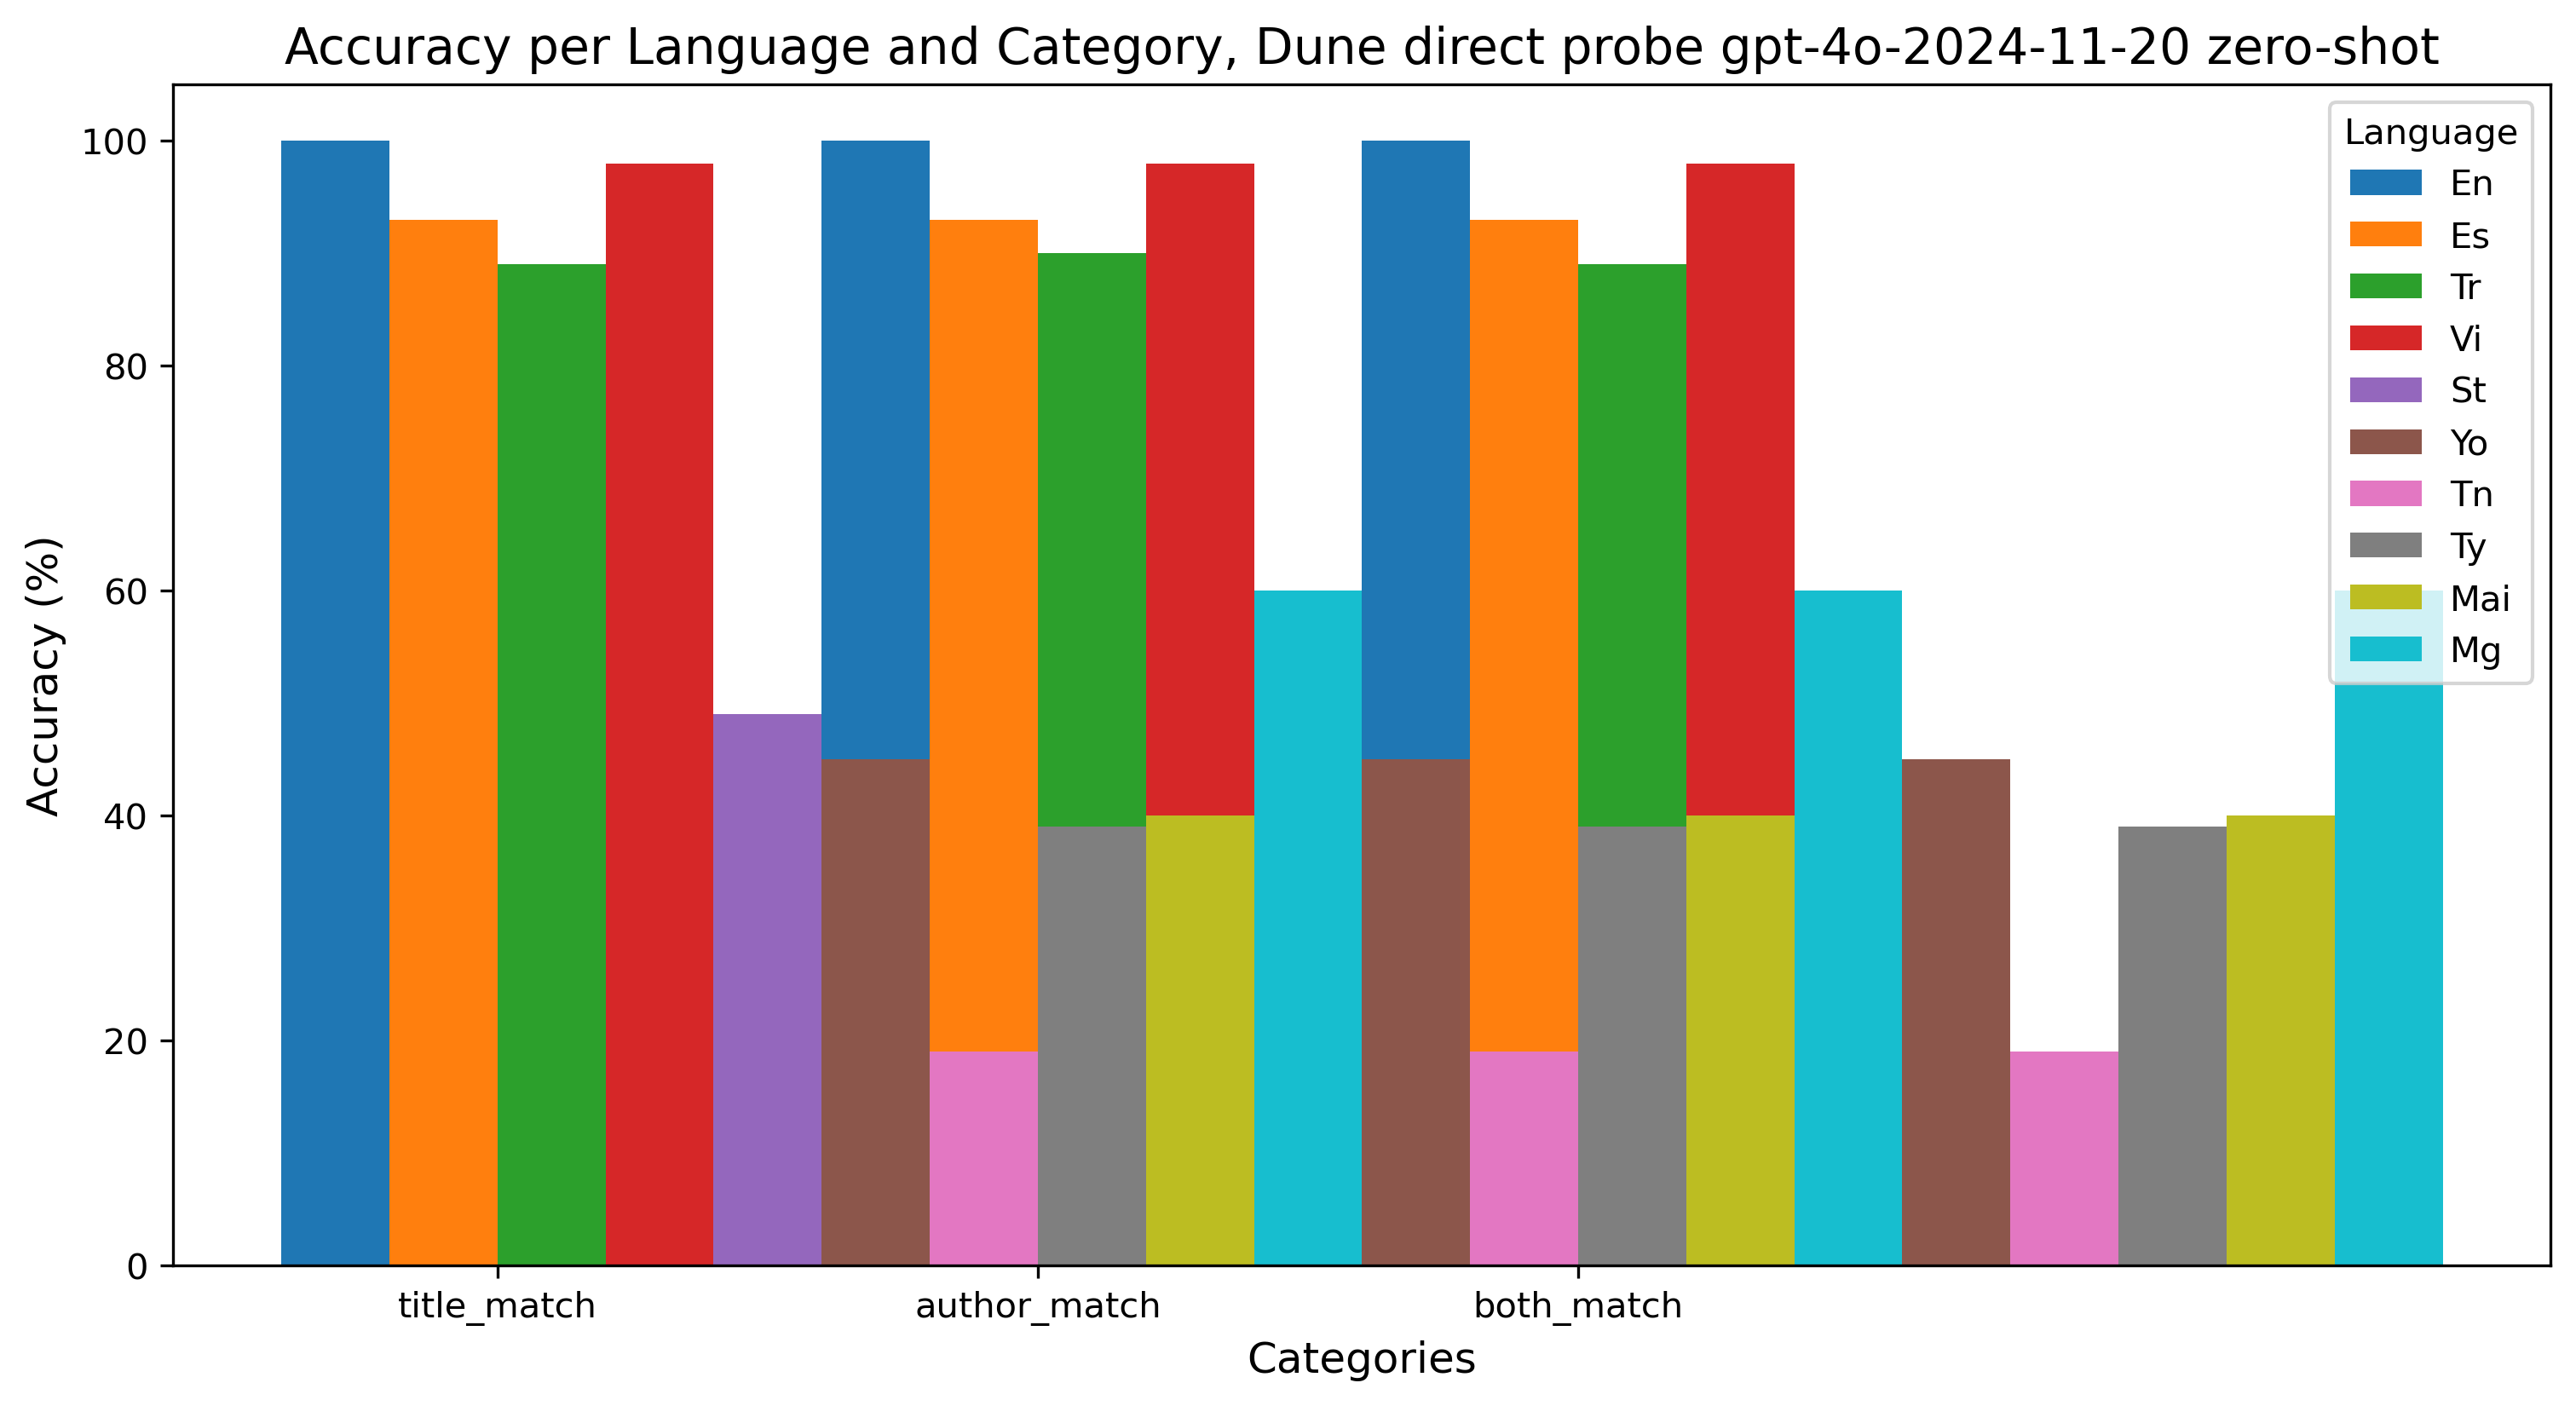 Accuracy per Language and Category, Dune direct probe gpt-4o-2024-11-20 zero-shot
Accuracy (%)
100
80
60
40
20
0
Language
En
Es
Tr
Vi
St
Yo
Tn
Ty
Mai
Mg
title_match
author_match
both_match
Categories